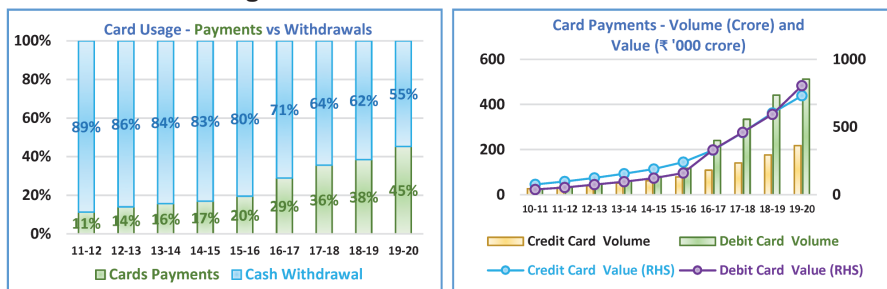 Card Usage - Payments vs Withdrawals
100%
80%
60%
40%
20%
0%
89% 86% 84% 83% 80% 71% 64% 62% 55%
11% 14% 16% 17% 20% 29% 36% 38% 45%
11-12 12-13 13-14 14-15 15-16 16-17 17-18 18-19 19-20
Cards Payments Cash Withdrawal
Card Payments - Volume (Crore) and
Value (₹ '000 crore)
600 1000
400
500
200
0 0
10-11 11-12 12-13 13-14 14-15 15-16 16-17 17-18 18-19 19-20
Credit Card Volume Debit Card Volume
Credit Card Value (RHS) Debit Card Value (RHS)